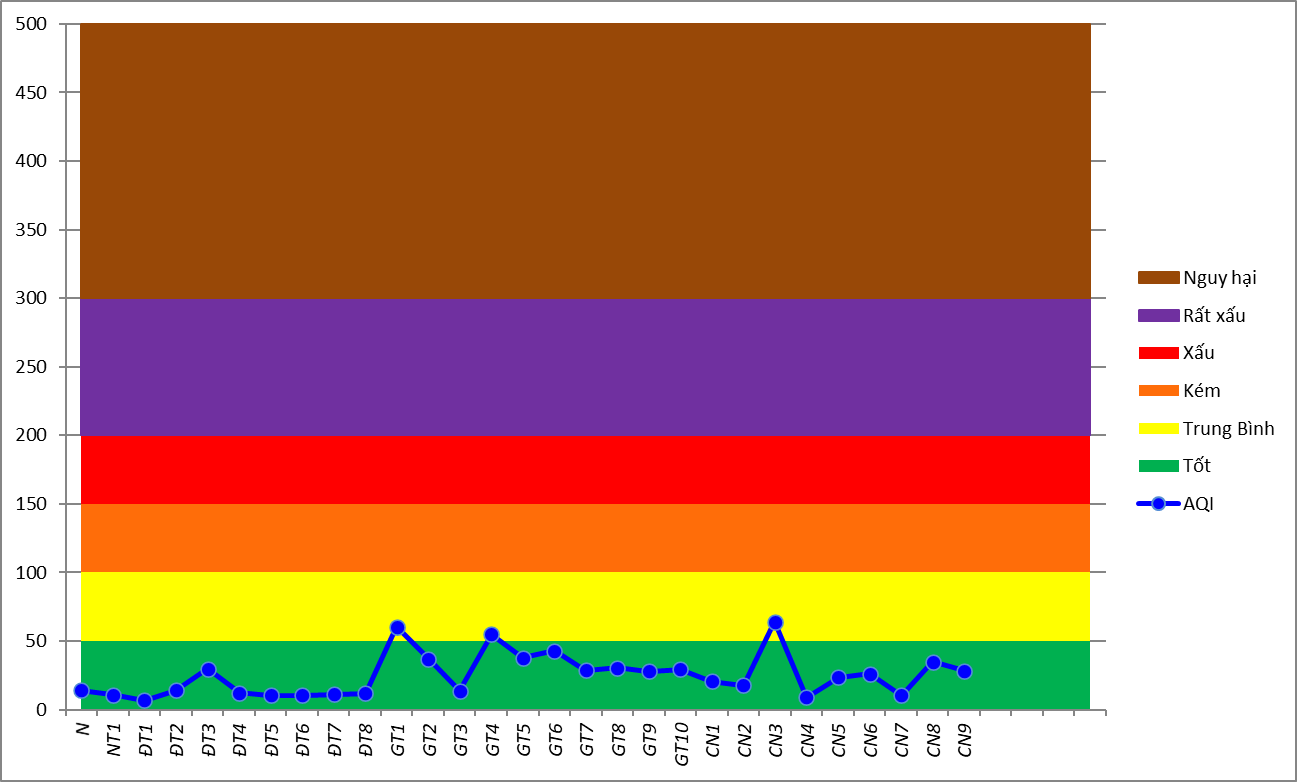 500
450
400
350
300
250
200
150
100
50
0
N
NT1
ĐT1
ĐT2
ĐT3
ĐT4
ĐT5
ĐT6
ĐT7
ĐT8
GT1
GT2
GT3
GT4
GT5
GT6
GT7
GT8
GT9
GT10
CN1
CN2
CN3
CN4
CN5
CN6
CN7
CN8
CN9
Nguy hại
Rất xấu
Xấu
Kém
Trung Bình
Tốt
AQI